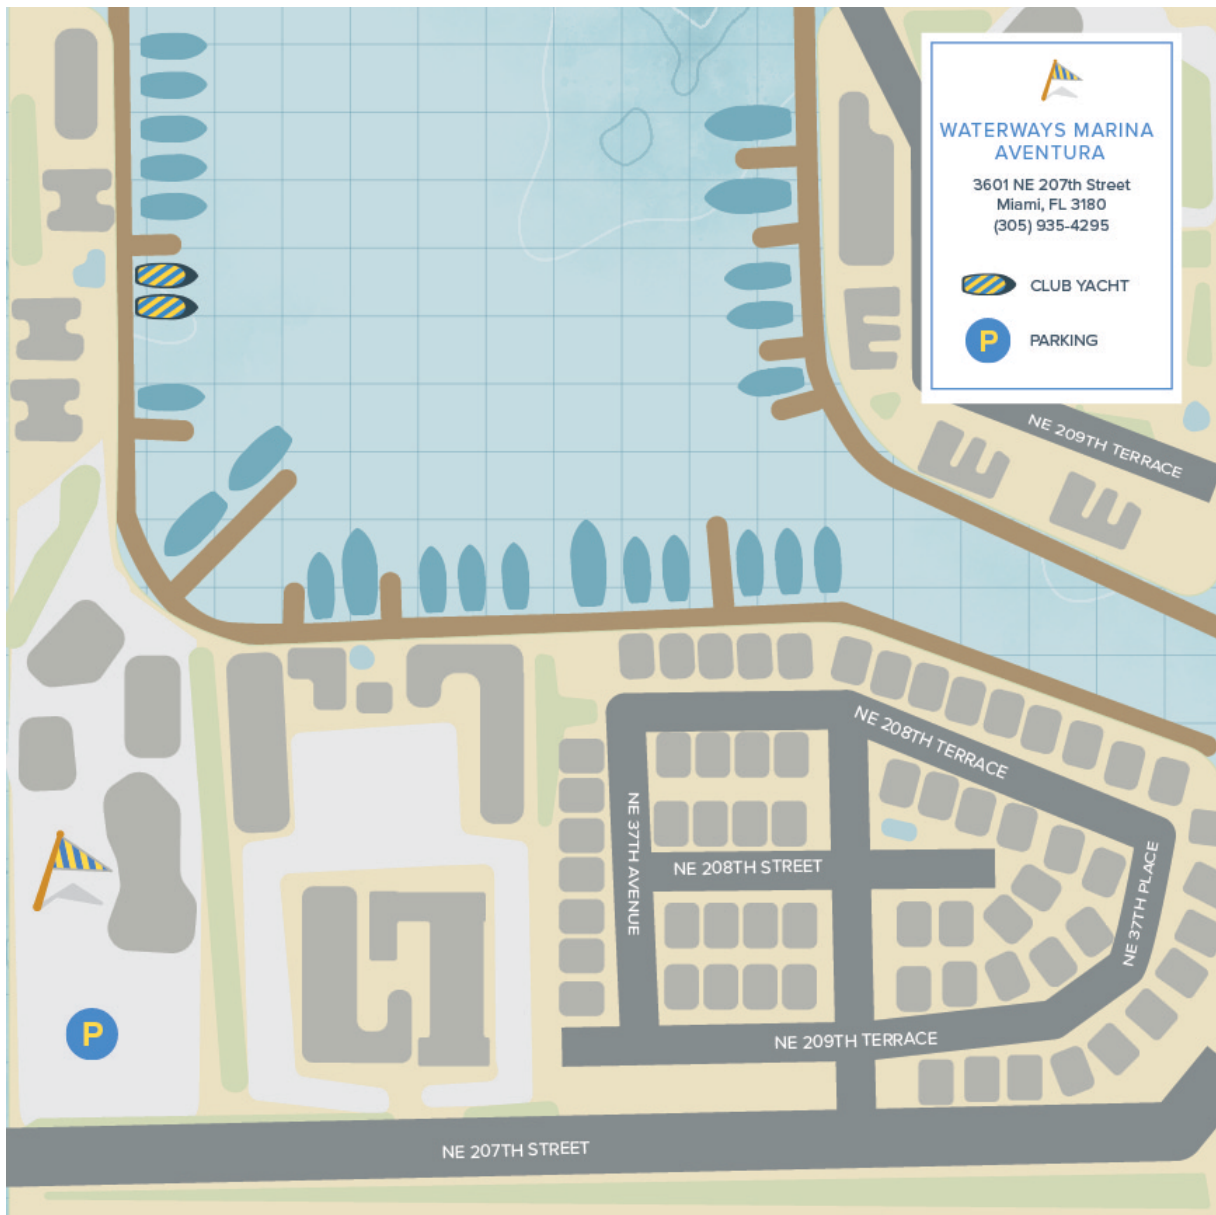 WATERWAYS MARINA
AVENTURA
3601 NE 207th Street
Miami, FL 3180
(305) 935-4295
CLUB YACHT
P PARKING
NE 209TH TERRACE
NE 208TH TERRACE
NE 37TH AVENUE
NE 208TH STREET
NE 37TH PLACE
P
NE 209TH TERRACE
NE 207TH STREET